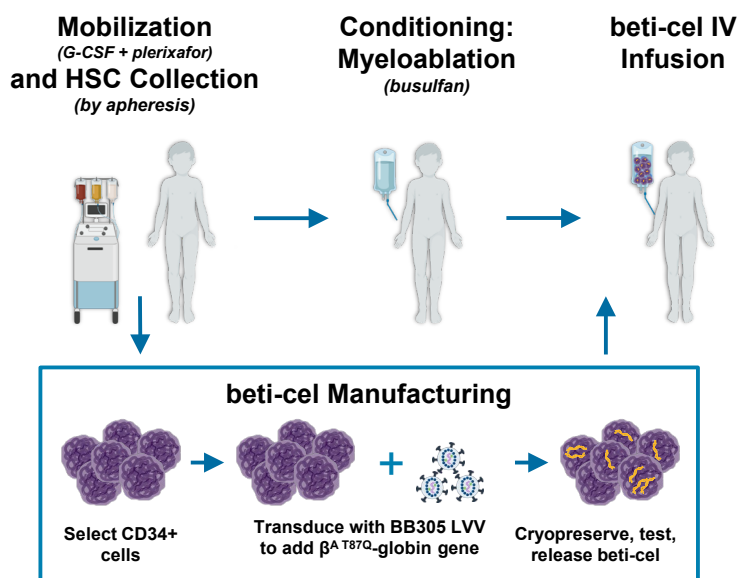 Mobilization
(G-CSF + plerixafor)
and HSC Collection
(by apheresis)
Conditioning:
Myeloablation
(busulfan)
beti-cel IV
Infusion
beti-cel Manufacturing
Select CD34+
cells
+
Transduce with BB305 LVV
to add βᴬ ᵀ⁸⁷Q-globin gene
Cryopreserve, test,
release beti-cel